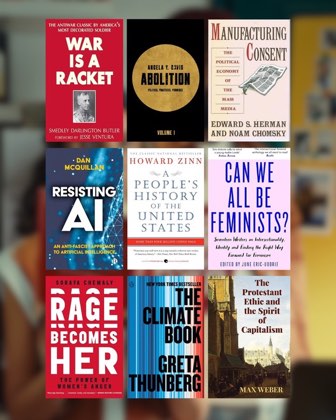 THE ANTIWAR CLASSIC BY AMERICA'S
MOST DECORATED SOLDIER
WAR
IS A
RACKET
SMEDLEY DARLINGTON BUTLER
FOREWORD BY JESSE VENTURA
ANGELA Y. DAVIS
ABOLITION
POLITICS, PRACTICES, PROMISES
VOLUME 1
MANUFACTURING
CONSENT
THE
POLITICAL
ECONOMY
OF THE
MASS MEDIA
EDWARD S. HERMAN
AND NOAM CHOMSKY
DAN
MCQUILLAN
RESISTING
AI
AN ANTI-FASCIST APPROACH
TO ARTIFICIAL INTELLIGENCE
HOWARD ZINN
A
PEOPLE'S
HISTORY
OF THE
UNITED
STATES
CAN WE
ALL BE
FEMINISTS?
EDITED BY JUNE ERIC-UDORIE
SORAYA CHEMALY
RAGE
BECOMES
HER
THE POWER OF
WOMEN'S ANGER
NEW YORK TIMES BESTSELLER
THE
CLIMATE
BOOK
GRETA
THUNBERG
The Protestant
Ethic and the
Spirit of
Capitalism
MAX WEBER